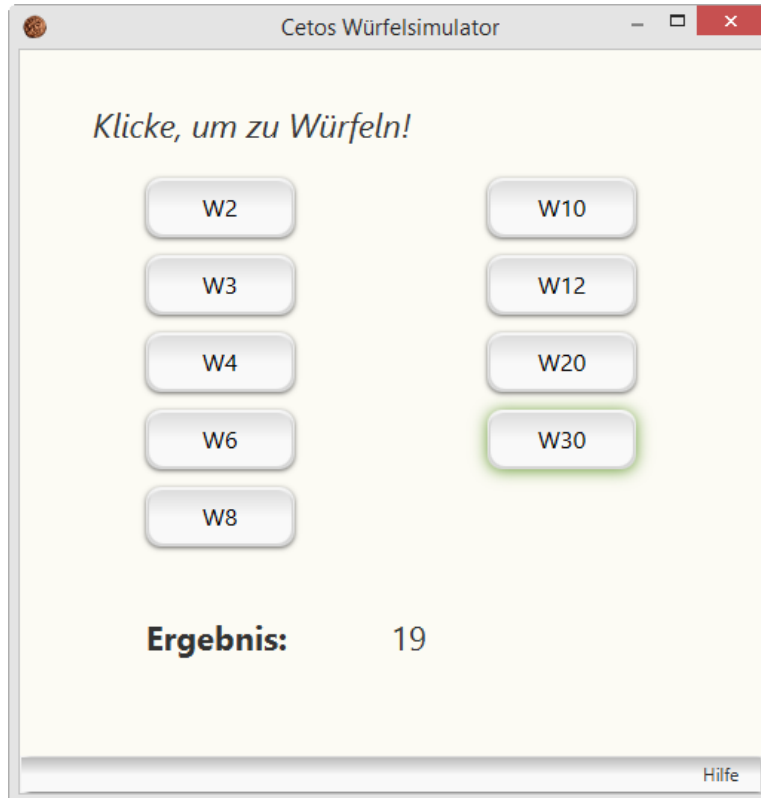 Cetos Würfelsimulator
Klicke, um zu Würfeln!
W2
W10
W3
W12
W4
W20
W6
W30
W8
Ergebnis: 19
Hilfe